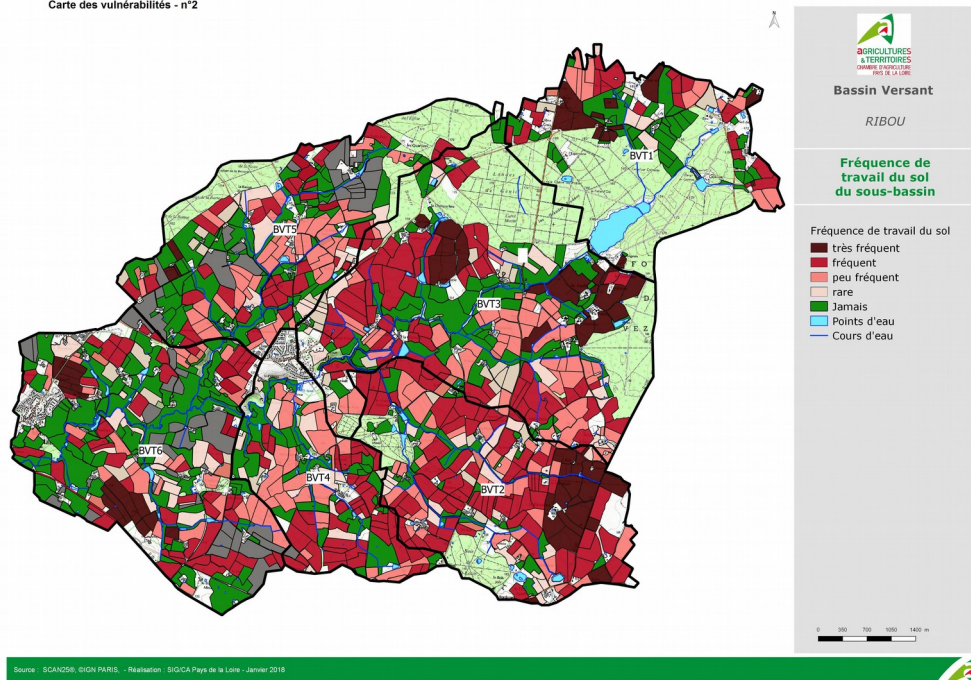 Carte des vulnérabilités - n°2
N
AGRICULTURES
& TERRITOIRES
CHAMBRE D'AGRICULTURE
PAYS DE LA LOIRE
Bassin Versant
RIBOU
Fréquence de
travail du sol
du sous-bassin
Fréquence de travail du sol
très fréquent
fréquent
peu fréquent
rare
Jamais
Points d'eau
Cours d'eau
BVT1
BVT5
BVT3
BVT6
BVT4
BVT2
0 350 700 1050 1400 m
Source : SCAN25®, ©IGN PARIS, - Réalisation : SIG/CA Pays de la Loire - Janvier 2018